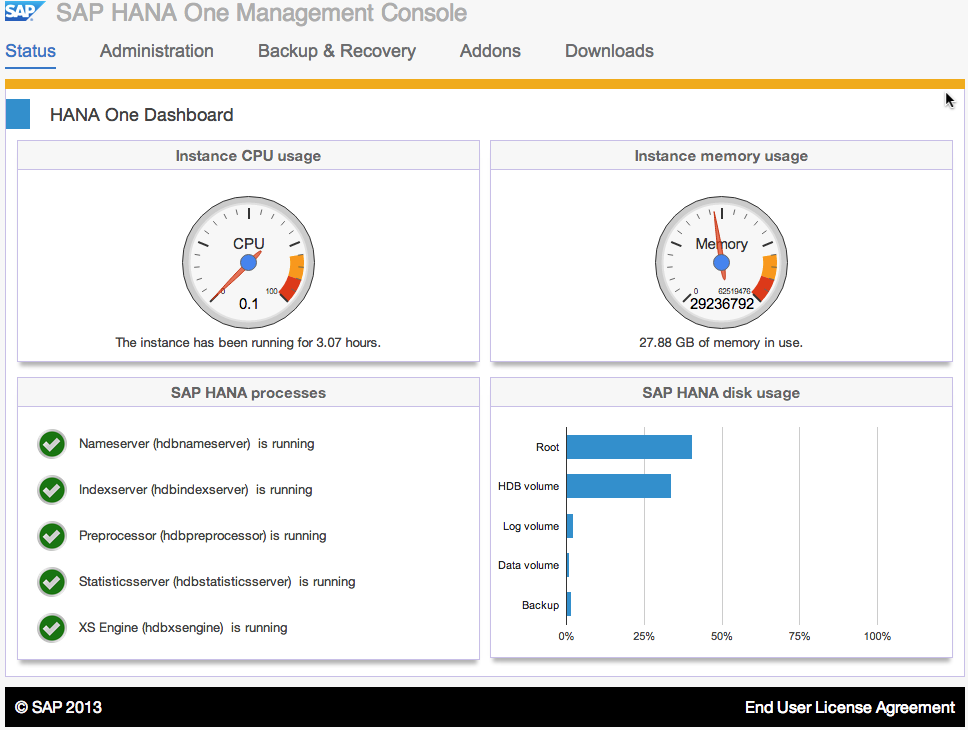 SAP SAP HANA One Management Console
Status Administration Backup & Recovery Addons Downloads
HANA One Dashboard
Instance CPU usage
CPU
0 100
0.1
The instance has been running for 3.07 hours.
Instance memory usage
Memory
0 62519476
29236792
27.88 GB of memory in use.
SAP HANA processes
Nameserver (hdbnameserver) is running
Indexserver (hdbindexserver) is running
Preprocessor (hdbpreprocessor) is running
Statisticsserver (hdbstatisticsserver) is running
XS Engine (hdbxsengine) is running
SAP HANA disk usage
Root
HDB volume
Log volume
Data volume
Backup
0% 25% 50% 75% 100%
© SAP 2013 End User License Agreement